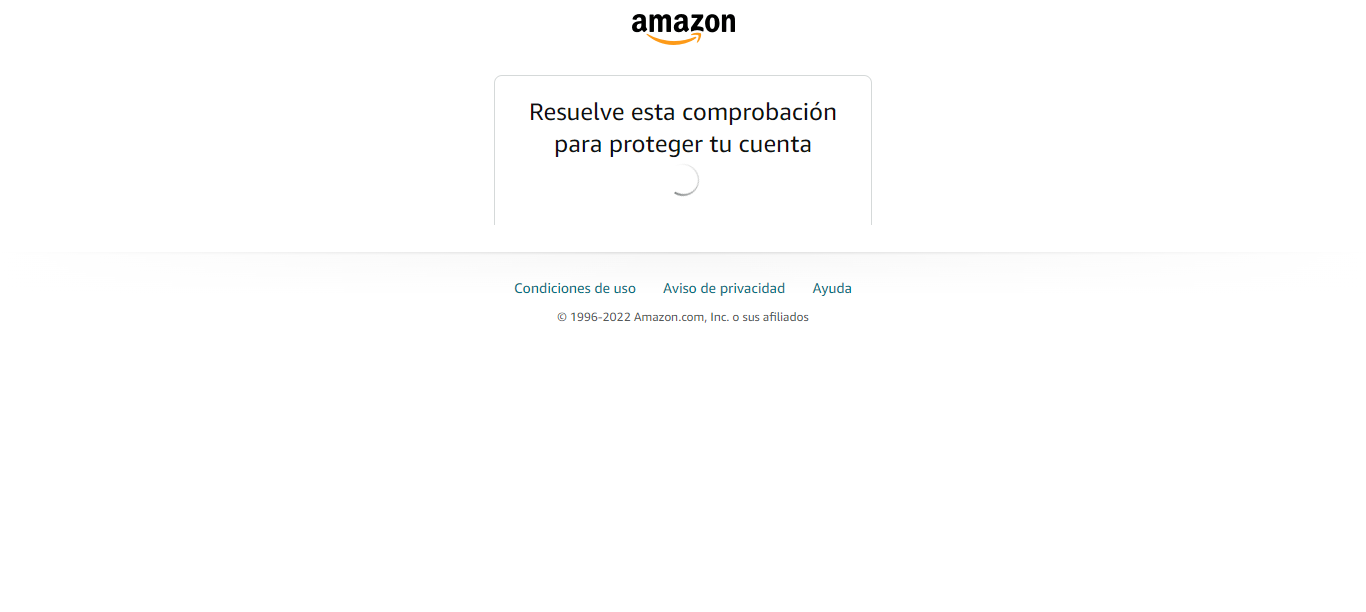 amazon
Resuelve esta comprobación
para proteger tu cuenta
Condiciones de uso Aviso de privacidad Ayuda
© 1996-2022 Amazon.com, Inc. o sus afiliados